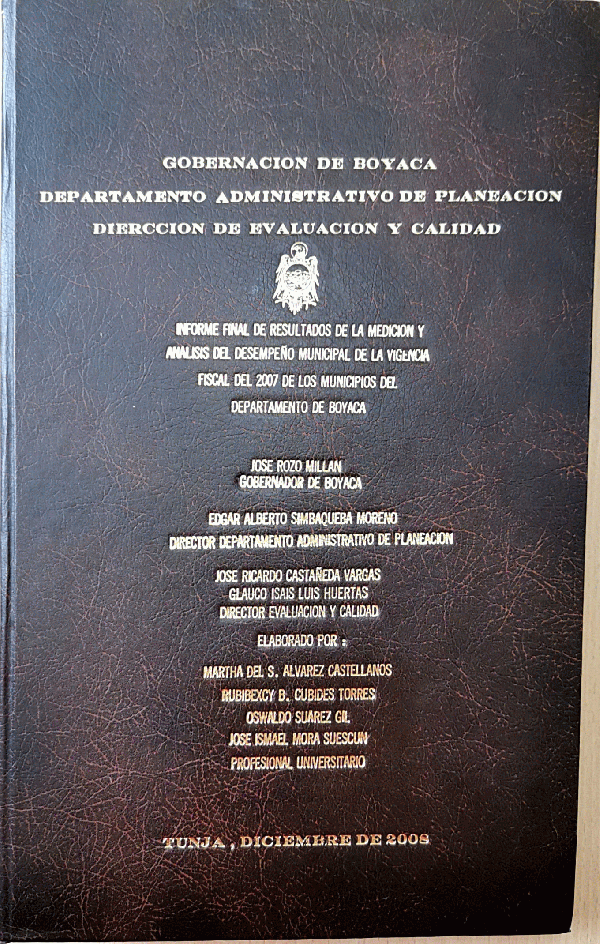 GOBERNACION DE BOYACA
DEPARTAMENTO ADMINISTRATIVO DE PLANEACION
DIERCCION DE EVALUACION Y CALIDAD
INFORME FINAL DE RESULTADOS DE LA MEDICION Y
ANALISIS DEL DESEMPEÑO MUNICIPAL DE LA VIGENCIA
FISCAL DEL 2007 DE LOS MUNICIPIOS DEL
DEPARTAMENTO DE BOYACA
JOSE ROZO MILLAN
GOBERNADOR DE BOYACA
EDGAR ALBERTO SIMBAQUEBA MORENO
DIRECTOR DEPARTAMENTO ADMINISTRATIVO DE PLANEACION
JOSE RICARDO CASTAÑEDA VARGAS
GLAUCO ISAIS LUIS HUERTAS
DIRECTOR EVALUACION Y CALIDAD
ELABORADO POR :
MARTHA DEL S. ALVAREZ CASTELLANOS
RUBIBEXCY B. CUBIDES TORRES
OSWALDO SUAREZ GIL
JOSE ISMAEL MORA SUESCUN
PROFESIONAL UNIVERSITARIO
TUNJA , DICIEMBRE DE 2008